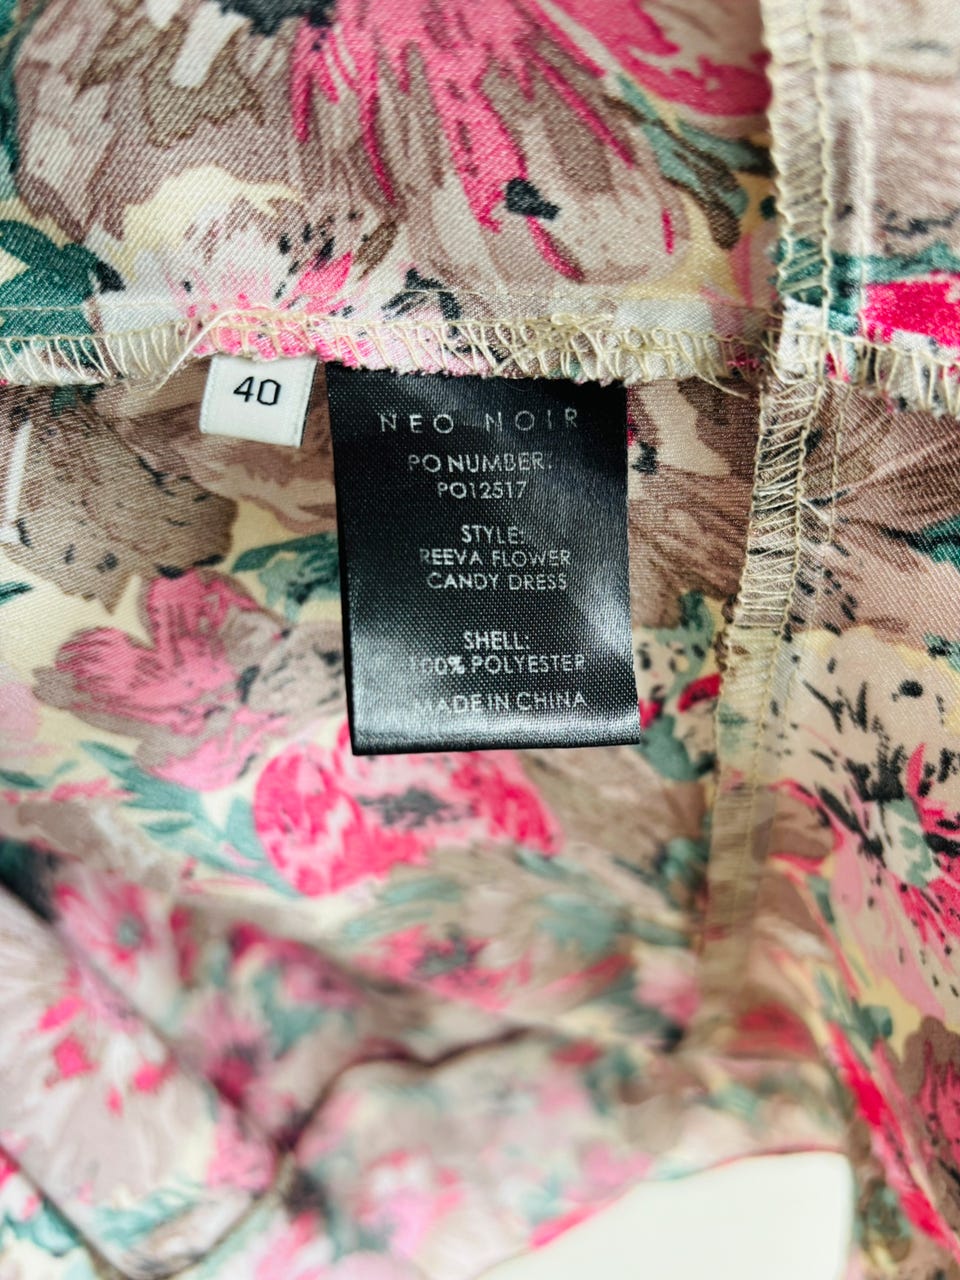 40
NEO NOIR
PO NUMBER:
PO12517
STYLE:
REEVA FLOWER
CANDY DRESS
SHELL:
100% POLYESTER
MADE IN CHINA